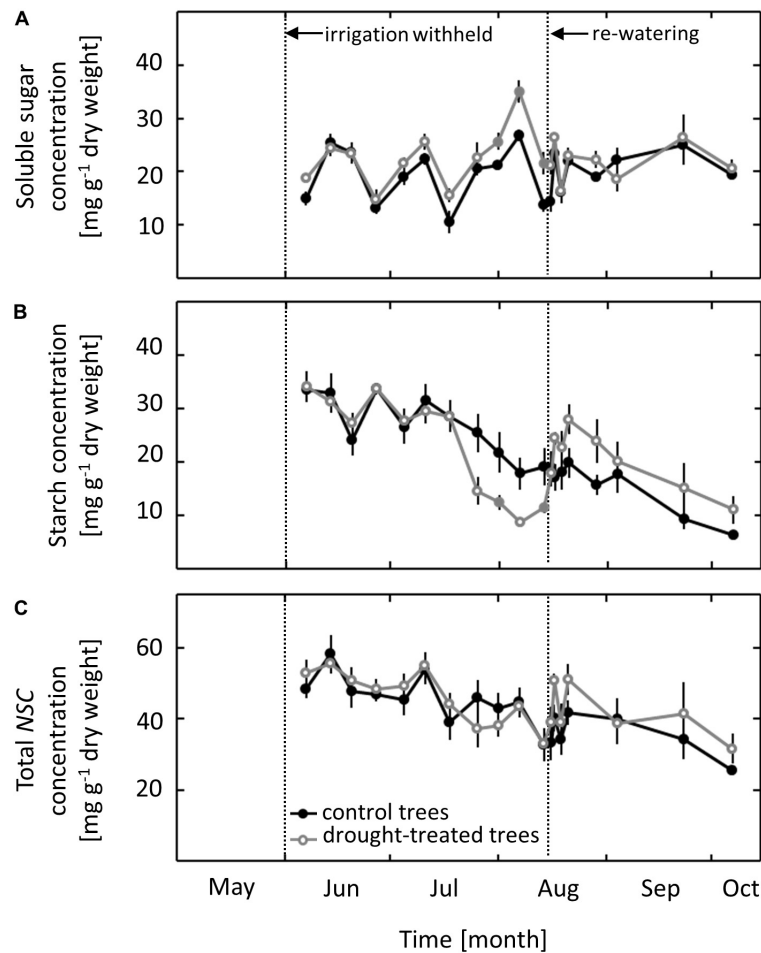 A
Soluble sugar
concentration
[mg g⁻¹ dry weight]
40
30
20
10
irrigation withheld
re-watering
B
Starch concentration
[mg g⁻¹ dry weight]
40
30
20
10
C
Total NSC
concentration
[mg g⁻¹ dry weight]
60
40
20
control trees
drought-treated trees
May Jun Jul Aug Sep Oct
Time [month]